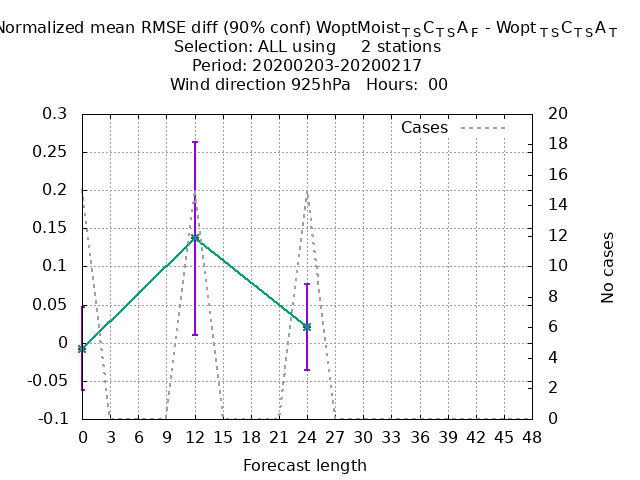 Normalized mean RMSE diff (90% conf) WoptMoistTSCTSAF - WoptTSCTSAT
Selection: ALL using 2 stations
Period: 20200203-20200217
Wind direction 925hPa Hours: 00
0.3 20
Cases
0.25 18
16
0.2 14
0.15 12
0.1 10
0.05 8
6
0 4
-0.05 2
-0.1 0
No cases
0 3 6 9 12 15 18 21 24 27 30 33 36 39 42 45 48
Forecast length